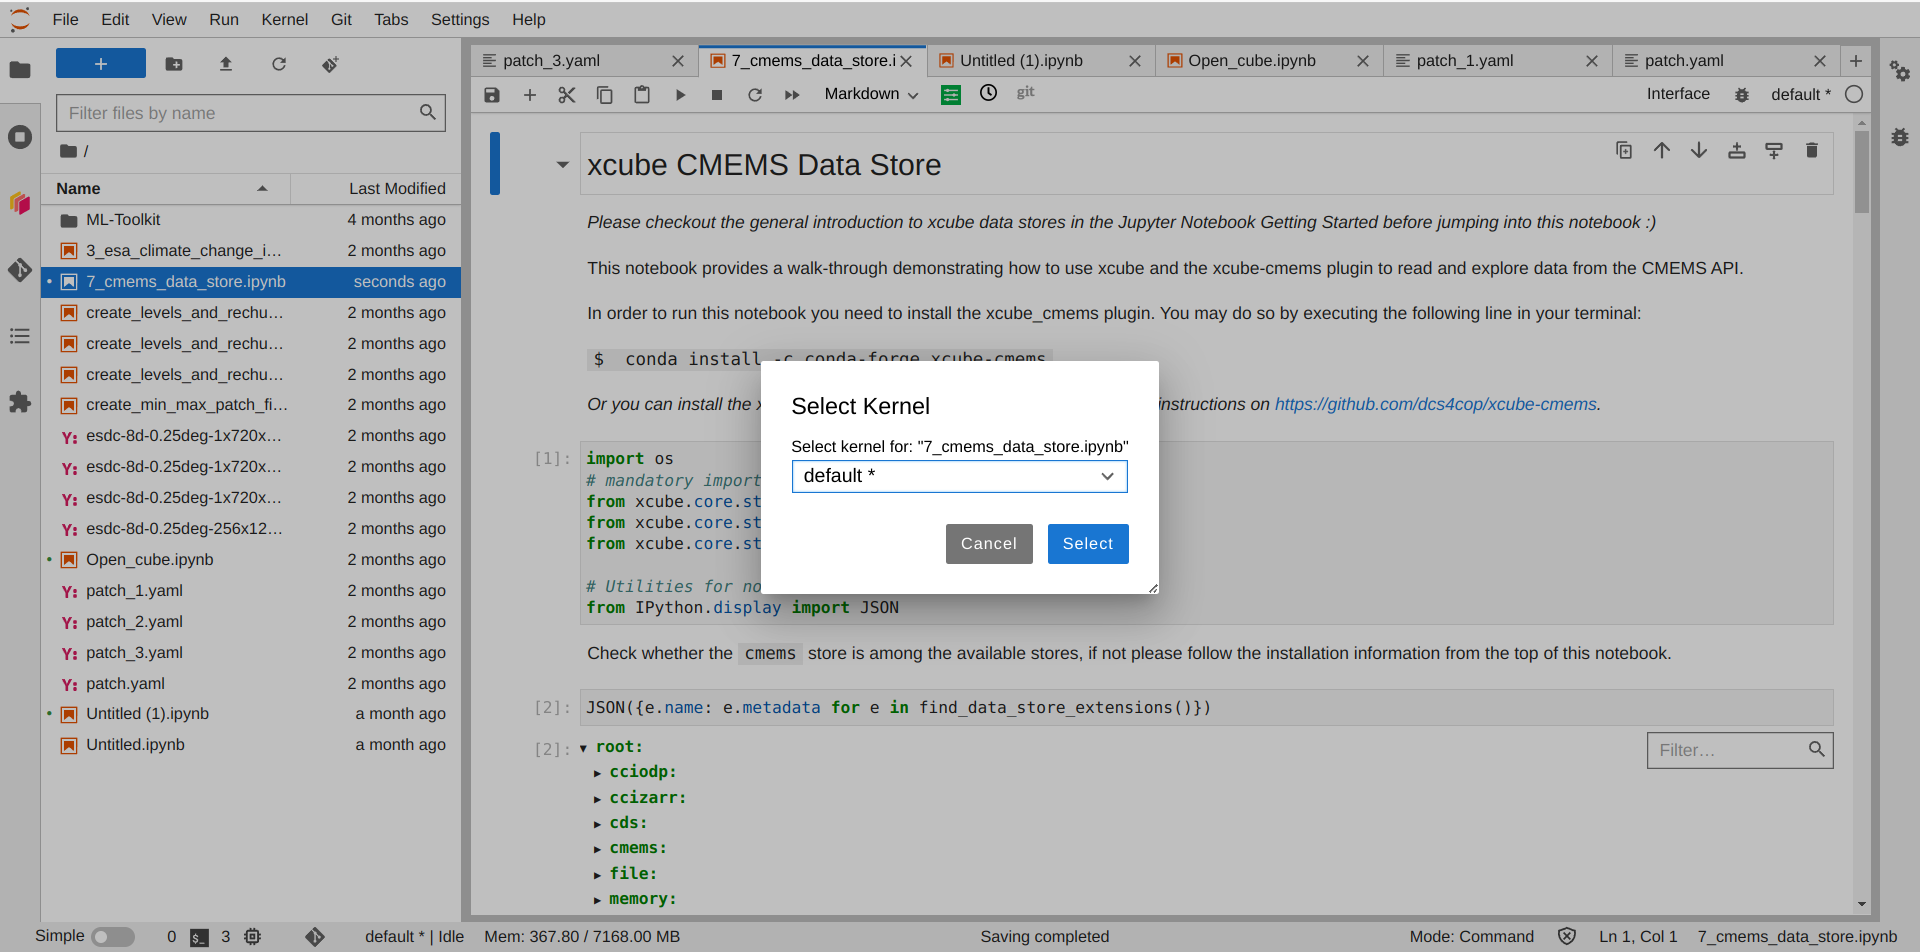 File Edit View Run Kernel Git Tabs Settings Help
patch_3.yaml 7_cmems_data_store.i Untitled (1).ipynb Open_cube.ipynb patch_1.yaml patch.yaml
Markdown git Interface default *
Filter files by name
/
Name Last Modified
ML-Toolkit 4 months ago
3_esa_climate_change_i... 2 months ago
7_cmems_data_store.ipynb seconds ago
create_levels_and_rechu... 2 months ago
create_levels_and_rechu... 2 months ago
create_levels_and_rechu... 2 months ago
create_min_max_patch_fi... 2 months ago
Y: esdc-8d-0.25deg-1x720x... 2 months ago
Y: esdc-8d-0.25deg-1x720x... 2 months ago
Y: esdc-8d-0.25deg-1x720x... 2 months ago
Y: esdc-8d-0.25deg-256x12... 2 months ago
Open_cube.ipynb 2 months ago
Y: patch_1.yaml 2 months ago
Y: patch_2.yaml 2 months ago
Y: patch_3.yaml 2 months ago
Y: patch.yaml 2 months ago
Untitled (1).ipynb a month ago
Untitled.ipynb a month ago
xcube CMEMS Data Store
Please checkout the general introduction to xcube data stores in the Jupyter Notebook Getting Started before jumping into this notebook :)
This notebook provides a walk-through demonstrating how to use xcube and the xcube-cmems plugin to read and explore data from the CMEMS API.
In order to run this notebook you need to install the xcube_cmems plugin. You may do so by executing the following line in your terminal:
$ conda install -c conda-forge xcube-cmems
Or you can install the x instructions on https://github.com/dcs4cop/xcube-cmems.
[1]: import os
# mandatory import
from xcube.core.st
from xcube.core.st
from xcube.core.st
# Utilities for no
from IPython.display import JSON
Select Kernel
Select kernel for: "7_cmems_data_store.ipynb"
default *
Cancel Select
Check whether the cmems store is among the available stores, if not please follow the installation information from the top of this notebook.
[2]: JSON({e.name: e.metadata for e in find_data_store_extensions()})
[2]: root: Filter...
cciodp:
ccizarr:
cds:
cmems:
file:
memory:
Simple 0 $_ 3 default * | Idle Mem: 367.80 / 7168.00 MB Saving completed Mode: Command Ln 1, Col 1 7_cmems_data_store.ipynb